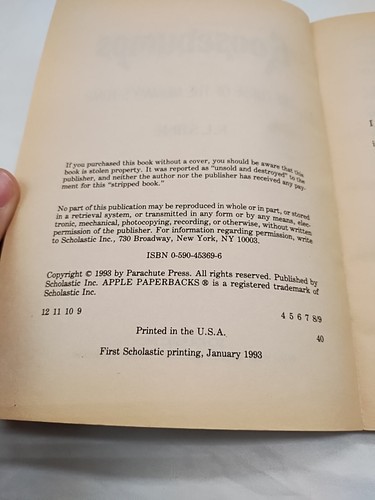 If you purchased this book without a cover, you should be aware that this
book is stolen property. It was reported as "unsold and destroyed" to the
publisher, and neither the author nor the publisher has received any pay-
ment for this "stripped book."
No part of this publication may be reproduced in whole or in part, or stored
in a retrieval system, or transmitted in any form or by any means, elec-
tronic, mechanical, photocopying, recording, or otherwise, without written
permission of the publisher. For information regarding permission, write
to Scholastic Inc., 730 Broadway, New York, NY 10003.
ISBN 0-590-45369-6
Copyright © 1993 by Parachute Press. All rights reserved. Published by
Scholastic Inc. APPLE PAPERBACKS ® is a registered trademark of
Scholastic Inc.
12 11 10 9 4 5 6 7 8/9
Printed in the U.S.A. 40
First Scholastic printing, January 1993